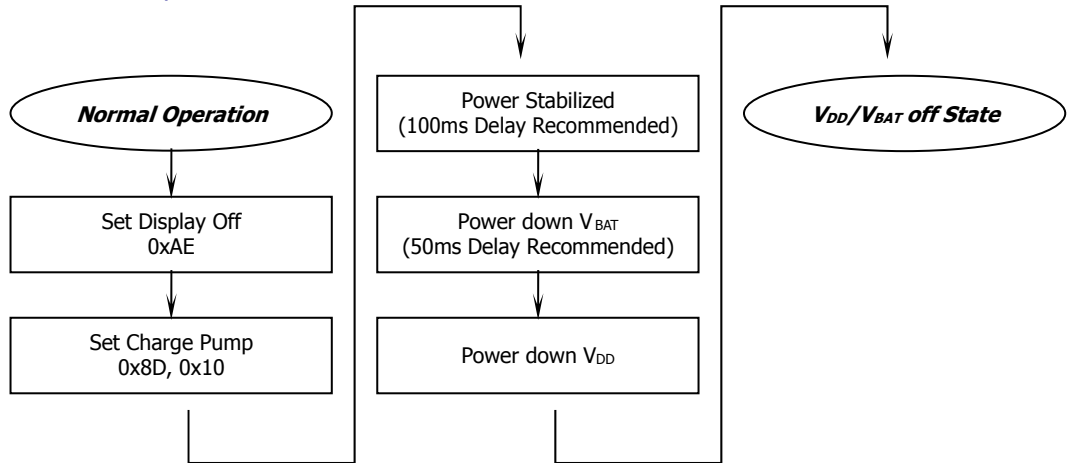 Normal Operation
Set Display Off
0xAE
Set Charge Pump
0x8D, 0x10
Power Stabilized
(100ms Delay Recommended)
Power down VBAT
(50ms Delay Recommended)
Power down VDD
VDD/VBAT off State